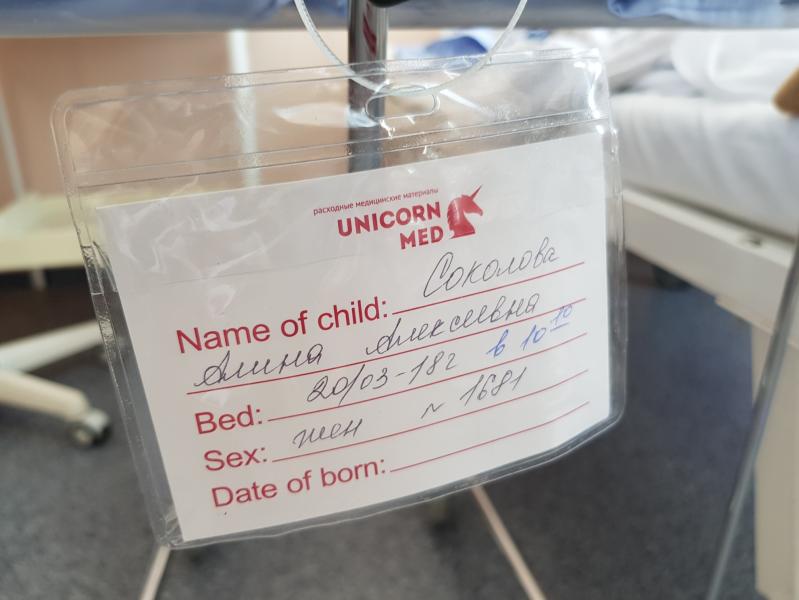 расходные медицинские материалы
UNICORN
MED
Name of child: Соколова
Алина Алексеевна
Bed: 20/03-18г в 10 10
Sex: жен ~ 1681
Date of born: